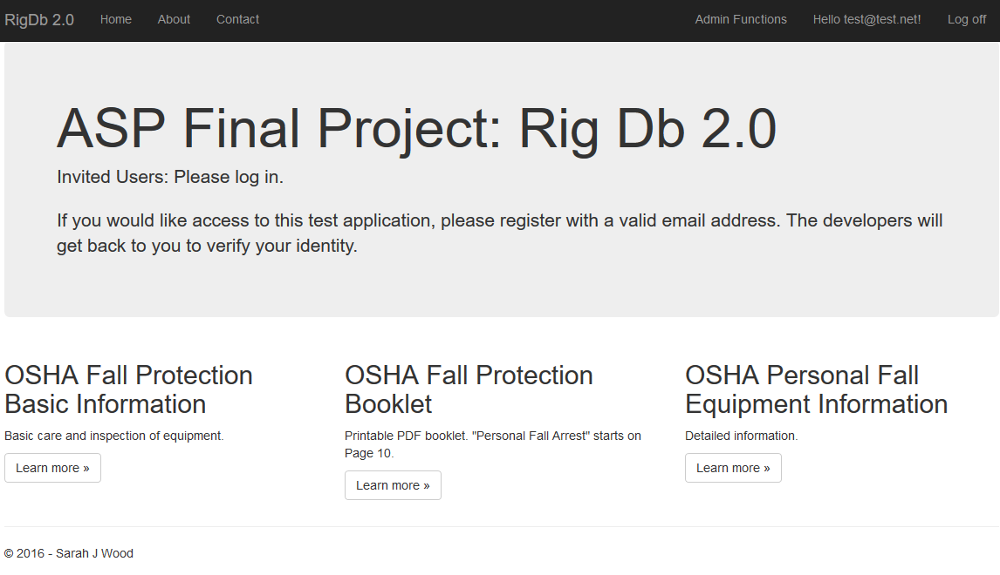 RigDb 2.0 Home About Contact Admin Functions Hello test@test.net! Log off
ASP Final Project: Rig Db 2.0
Invited Users: Please log in.
If you would like access to this test application, please register with a valid email address. The developers will
get back to you to verify your identity.
OSHA Fall Protection
Basic Information
Basic care and inspection of equipment.
Learn more »
OSHA Fall Protection
Booklet
Printable PDF booklet. "Personal Fall Arrest" starts on
Page 10.
Learn more »
OSHA Personal Fall
Equipment Information
Detailed information.
Learn more »
© 2016 - Sarah J Wood